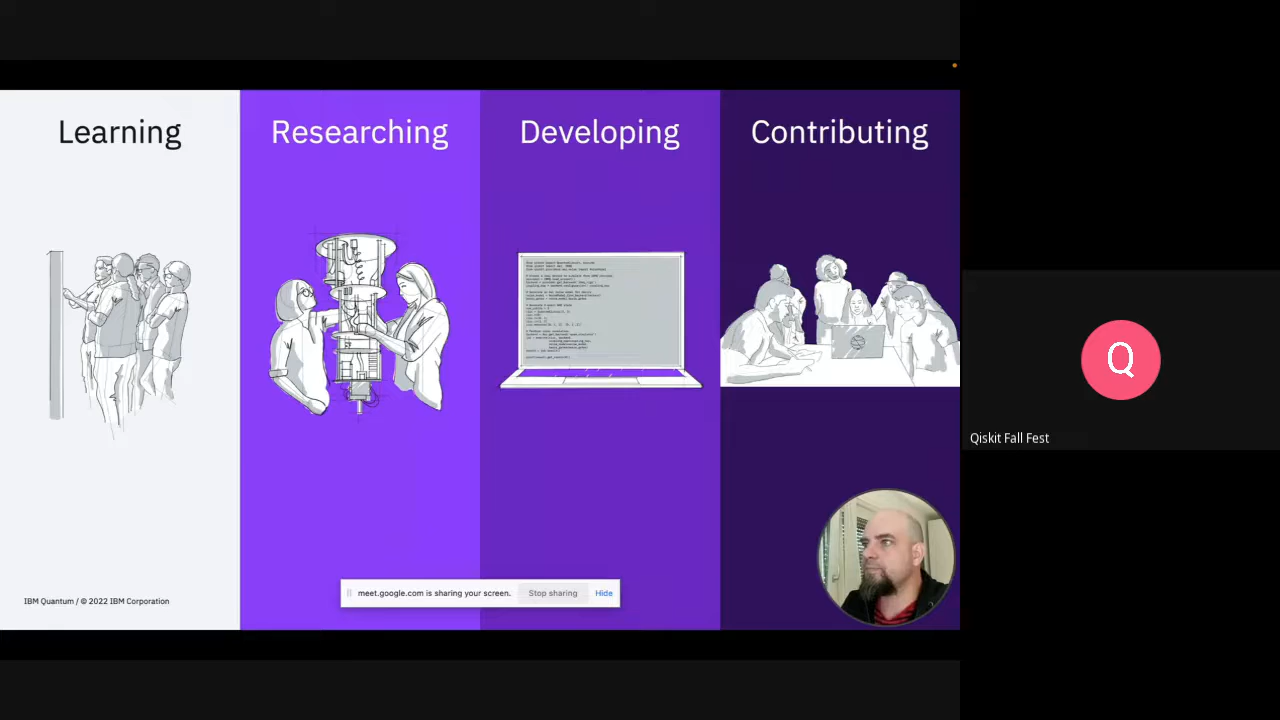 Learning
Researching
Developing
Contributing
Q
Qiskit Fall Fest
meet.google.com is sharing your screen.
Stop sharing
Hide
IBM Quantum / © 2022 IBM Corporation